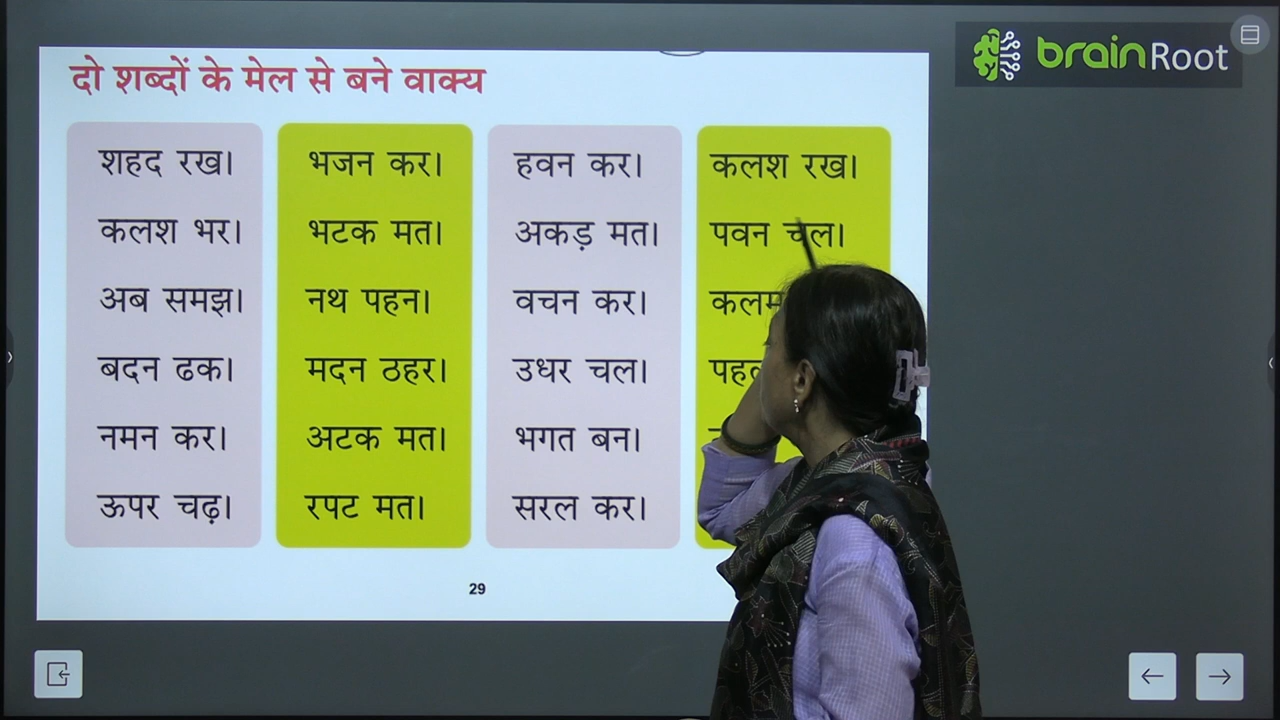 दो शब्दों के मेल से बने वाक्य
शहद रख।
कलश भर।
अब समझ।
बदन ढक।
नमन कर।
ऊपर चढ़।
भजन कर।
भटक मत।
नथ पहन।
मदन ठहर।
अटक मत।
रपट मत।
हवन कर।
अकड़ मत।
वचन कर।
उधर चल।
भगत बन।
सरल कर।
कलश रख।
पवन चल।
29
brainRoot